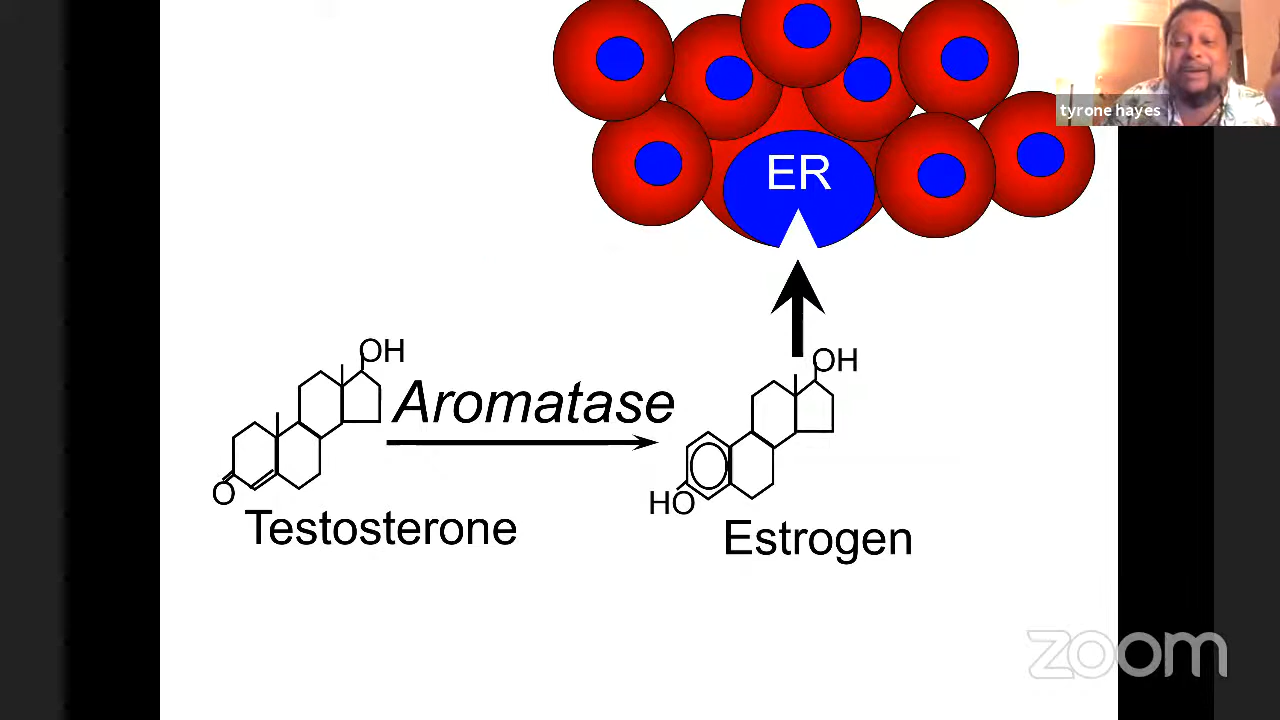 tyrone hayes
ER
OH
OH
Aromatase
O
HO
Testosterone
Estrogen
zoom